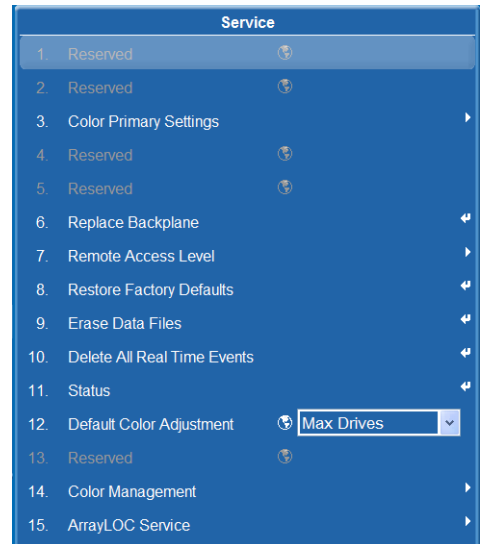 Service
1. Reserved
2. Reserved
3. Color Primary Settings
4. Reserved
5. Reserved
6. Replace Backplane
7. Remote Access Level
8. Restore Factory Defaults
9. Erase Data Files
10. Delete All Real Time Events
11. Status
12. Default Color Adjustment Max Drives
13. Reserved
14. Color Management
15. ArrayLOC Service